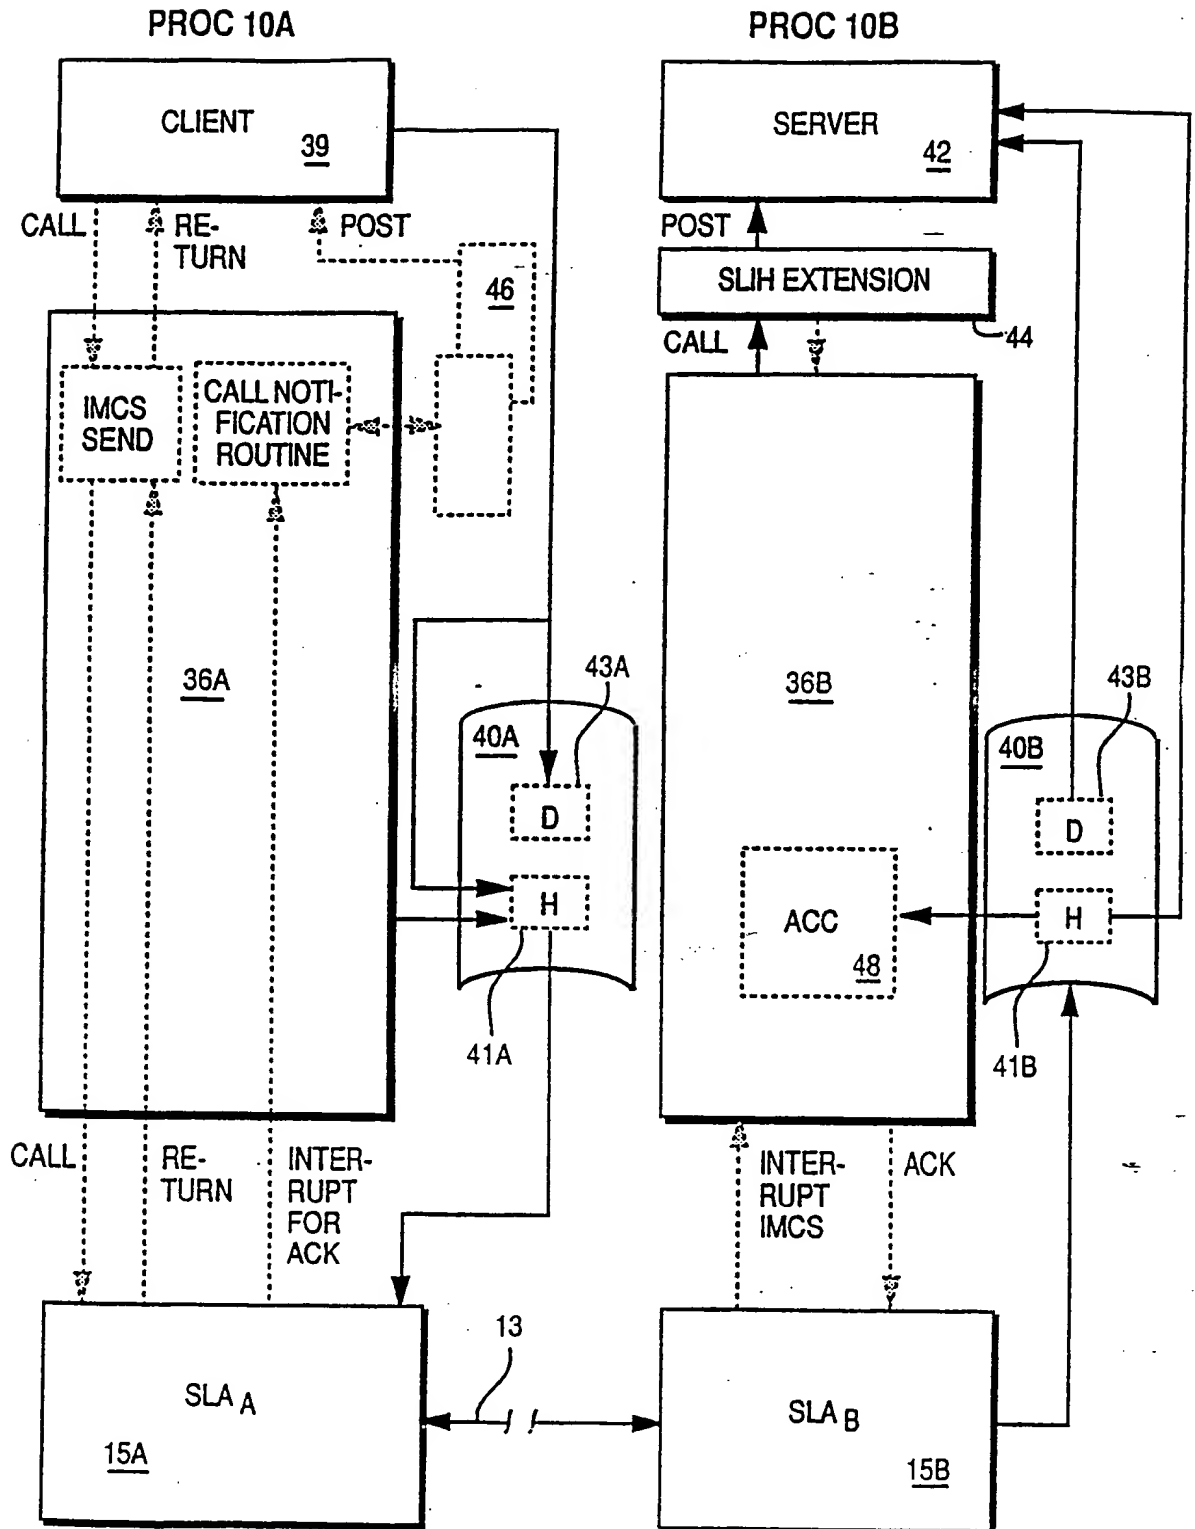 PROC 10A
PROC 10B
CLIENT
39
SERVER
42
CALL
RE-
TURN
POST
46
POST
SLIH EXTENSION
44
CALL
IMCS
SEND
CALL NOTI-
FICATION
ROUTINE
36A
36B
43A
40A
D
H
41A
43B
40B
D
H
41B
ACC
48
CALL
RE-
TURN
INTER-
RUPT
FOR
ACK
INTER-
RUPT
IMCS
ACK
13
SLA A
15A
SLA B
15B